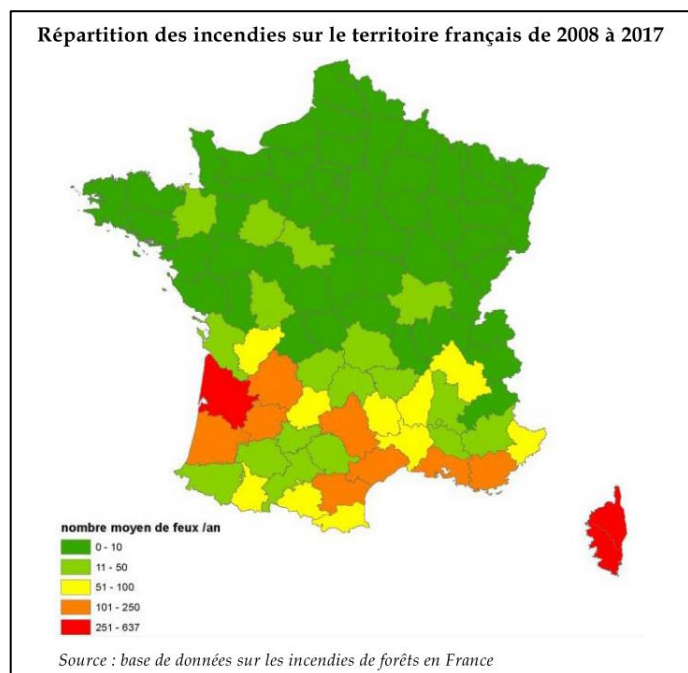 Répartition des incendies sur le territoire français de 2008 à 2017
nombre moyen de feux /an
0 - 10
11 - 50
51 - 100
101 - 250
251 - 637
Source : base de données sur les incendies de forêts en France